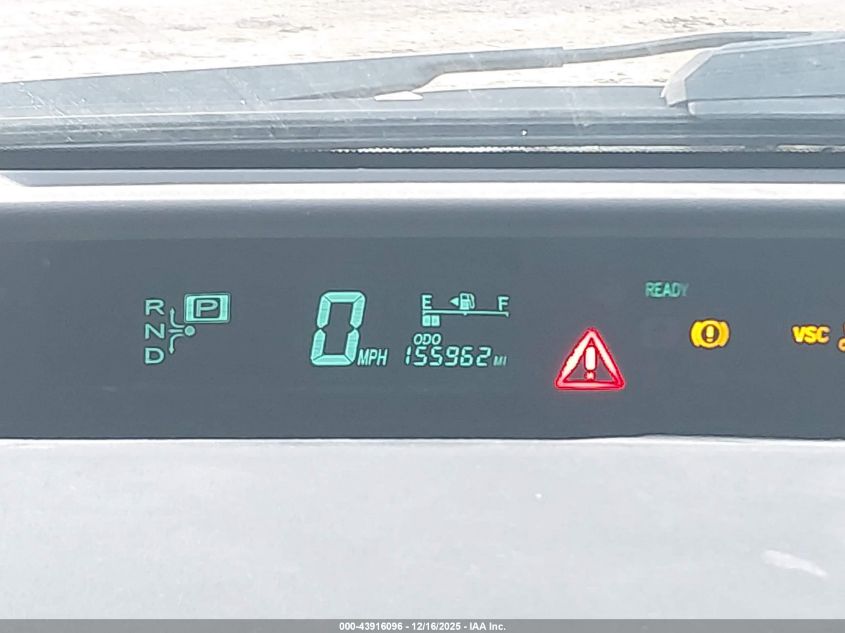 R P
N
D
0 MPH
E F
ODO
155962 MI
READY
!
VSC
000-43916096 - 12/16/2025 - IAA Inc.